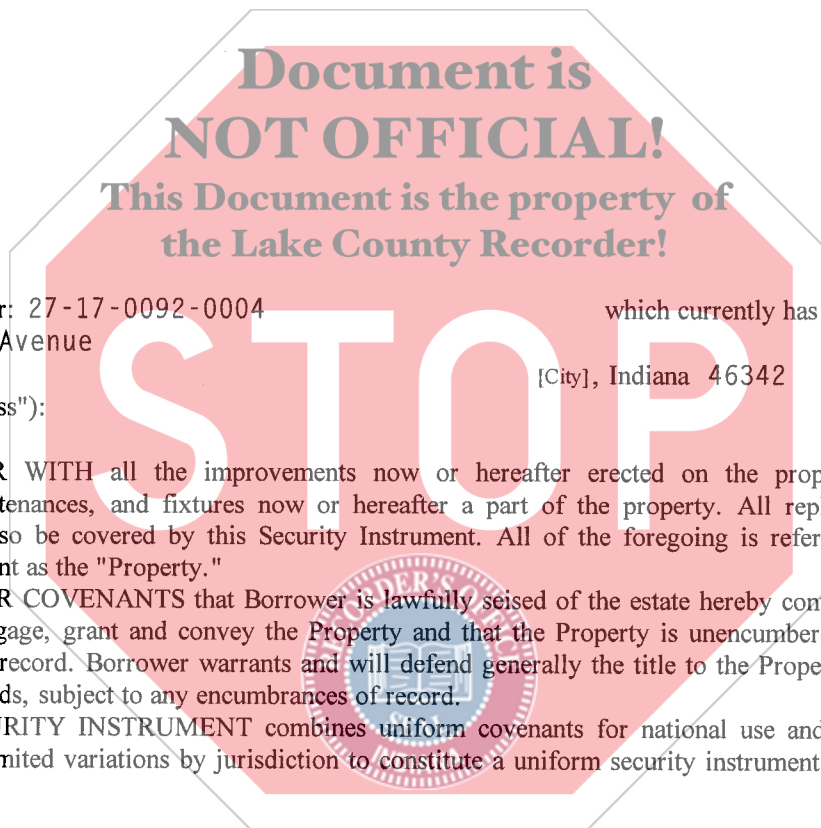 Document is
NOT OFFICIAL!
This Document is the property of
the Lake County Recorder!
r: 27-17-0092-0004 which currently has
Avenue
[City], Indiana 46342
ss"):
STOP
R WITH all the improvements now or hereafter erected on the prop
tenances, and fixtures now or hereafter a part of the property. All rep
so be covered by this Security Instrument. All of the foregoing is refer
nt as the "Property."
R COVENANTS that Borrower is lawfully seised of the estate hereby con
gage, grant and convey the Property and that the Property is unencumber
record. Borrower warrants and will defend generally the title to the Prope
ds, subject to any encumbrances of record.
URITY INSTRUMENT combines uniform covenants for national use and
mited variations by jurisdiction to constitute a uniform security instrument
RECORDER'S OFFICE
SEAL
INDIANA